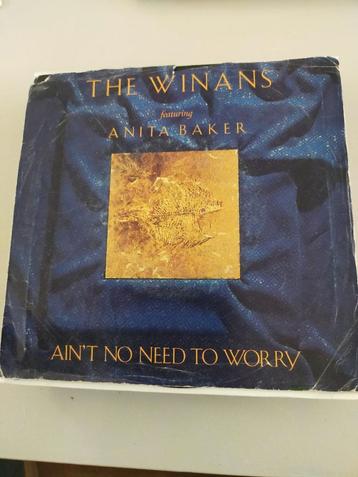 THE WINANS
featuring
ANITA BAKER
AIN'T NO NEED TO WORRY